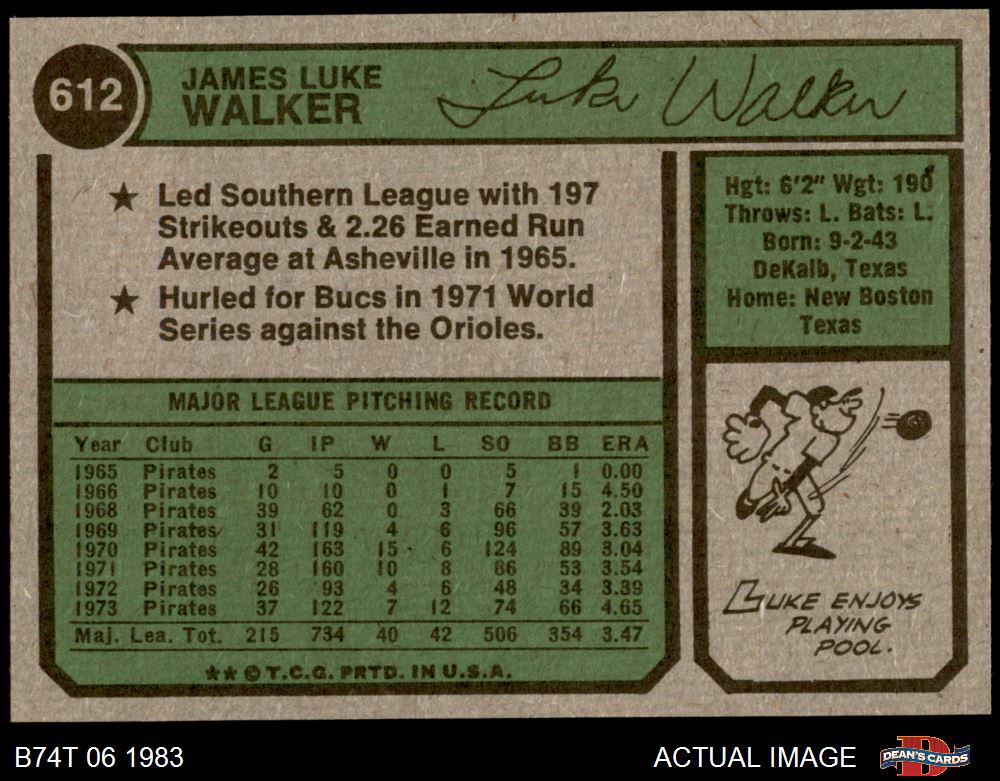 612
JAMES LUKE
WALKER
Luke Walker
★ Led Southern League with 197
Strikeouts & 2.26 Earned Run
Average at Asheville in 1965.
★ Hurled for Bucs in 1971 World
Series against the Orioles.
Hgt: 6'2" Wgt: 190
Throws: L. Bats: L.
Born: 9-2-43
DeKalb, Texas
Home: New Boston
Texas
MAJOR LEAGUE PITCHING RECORD
Year Club G IP W L SO BB ERA
1965 Pirates 2 5 0 0 5 1 0.00
1966 Pirates 10 10 0 1 7 15 4.50
1968 Pirates 39 62 0 3 66 39 2.03
1969 Pirates 31 119 4 6 96 57 3.63
1970 Pirates 42 163 15 6 124 89 3.04
1971 Pirates 28 160 10 8 86 53 3.54
1972 Pirates 26 93 4 6 48 34 3.39
1973 Pirates 37 122 7 12 74 66 4.65
Maj. Lea. Tot. 215 734 40 42 506 354 3.47
★★ © T.C.G. PRTD. IN U.S.A.
LUKE ENJOYS
PLAYING
POOL.
B74T 06 1983
ACTUAL IMAGE
DEAN'S CARDS